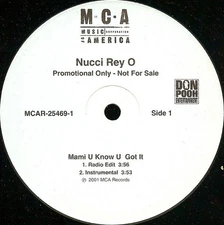 M·C·A
MUSIC CORPORATION
OF AMERICA
Nucci Rey O
Promotional Only - Not For Sale
MCAR-25469-1
DON
POOH
ENTERTAINMENT
Side 1
Mami U Know U Got It
1. Radio Edit 3:56
2. Instrumental 3:53
℗ 2001 MCA Records